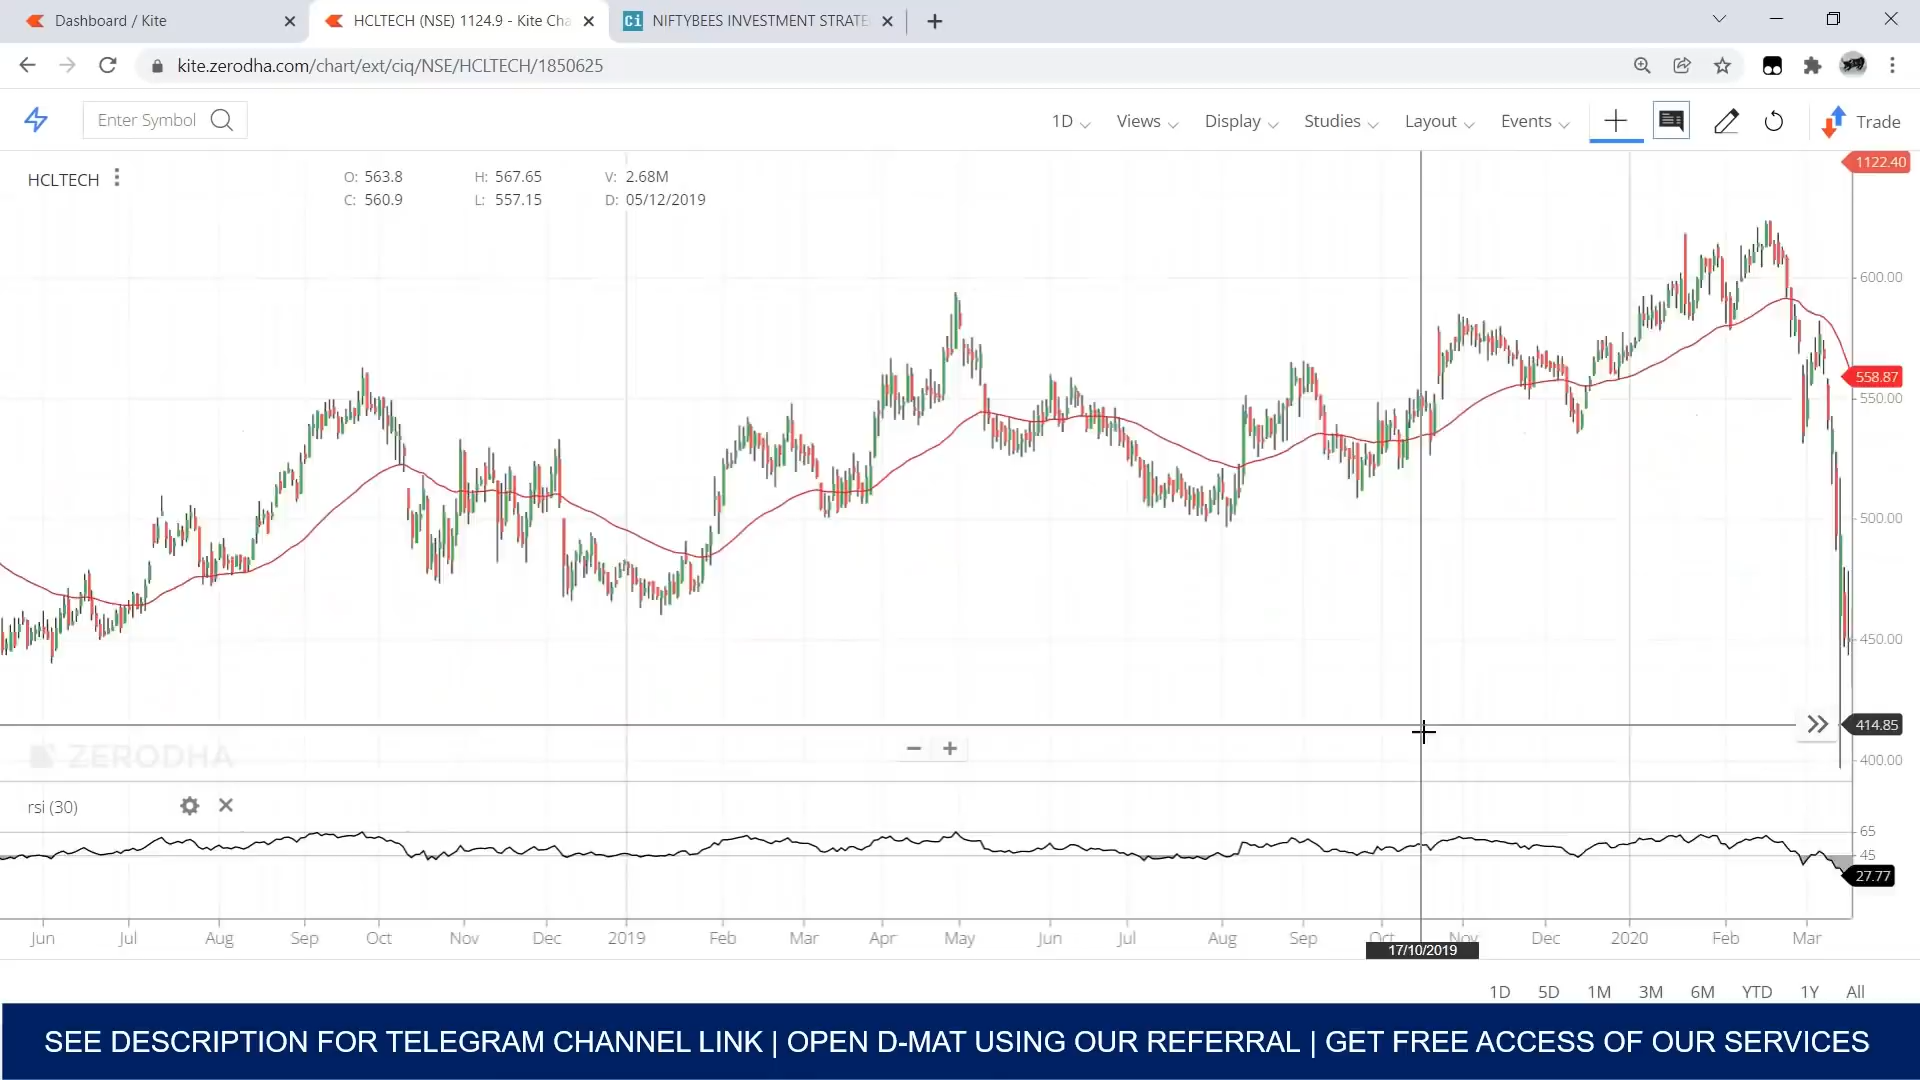 Dashboard / Kite
HCLTECH (NSE) 1124.9 - Kite Cha
NIFTYBEES INVESTMENT STRATE
kite.zerodha.com/chart/ext/ciq/NSE/HCLTECH/1850625
Enter Symbol
1D Views Display Studies Layout Events Trade
HCLTECH
O: 563.8 H: 567.65 V: 2.68M
C: 560.9 L: 557.15 D: 05/12/2019
1122.40
600.00
558.87
550.00
500.00
450.00
414.85
400.00
ZERODHA
rsi (30)
65
45
27.77
Jun Jul Aug Sep Oct Nov Dec 2019 Feb Mar Apr May Jun Jul Aug Sep Oct Nov Dec 2020 Feb Mar
17/10/2019
1D 5D 1M 3M 6M YTD 1Y All
SEE DESCRIPTION FOR TELEGRAM CHANNEL LINK | OPEN D-MAT USING OUR REFERRAL | GET FREE ACCESS OF OUR SERVICES